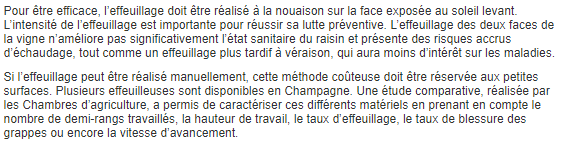 Pour être efficace, l'effeuillage doit être réalisé à la nouaison sur la face exposée au soleil levant.
L'intensité de l'effeuillage est importante pour réussir sa lutte préventive. L'effeuillage des deux faces de
la vigne n'améliore pas significativement l'état sanitaire du raisin et présente des risques accrus
d'échaudage, tout comme un effeuillage plus tardif à véraison, qui aura moins d'intérêt sur les maladies.
Si l'effeuillage peut être réalisé manuellement, cette méthode coûteuse doit être réservée aux petites
surfaces. Plusieurs effeuilleuses sont disponibles en Champagne. Une étude comparative, réalisée par
les Chambres d'agriculture, a permis de caractériser ces différents matériels en prenant en compte le
nombre de demi-rangs travaillés, la hauteur de travail, le taux d'effeuillage, le taux de blessure des
grappes ou encore la vitesse d'avancement.